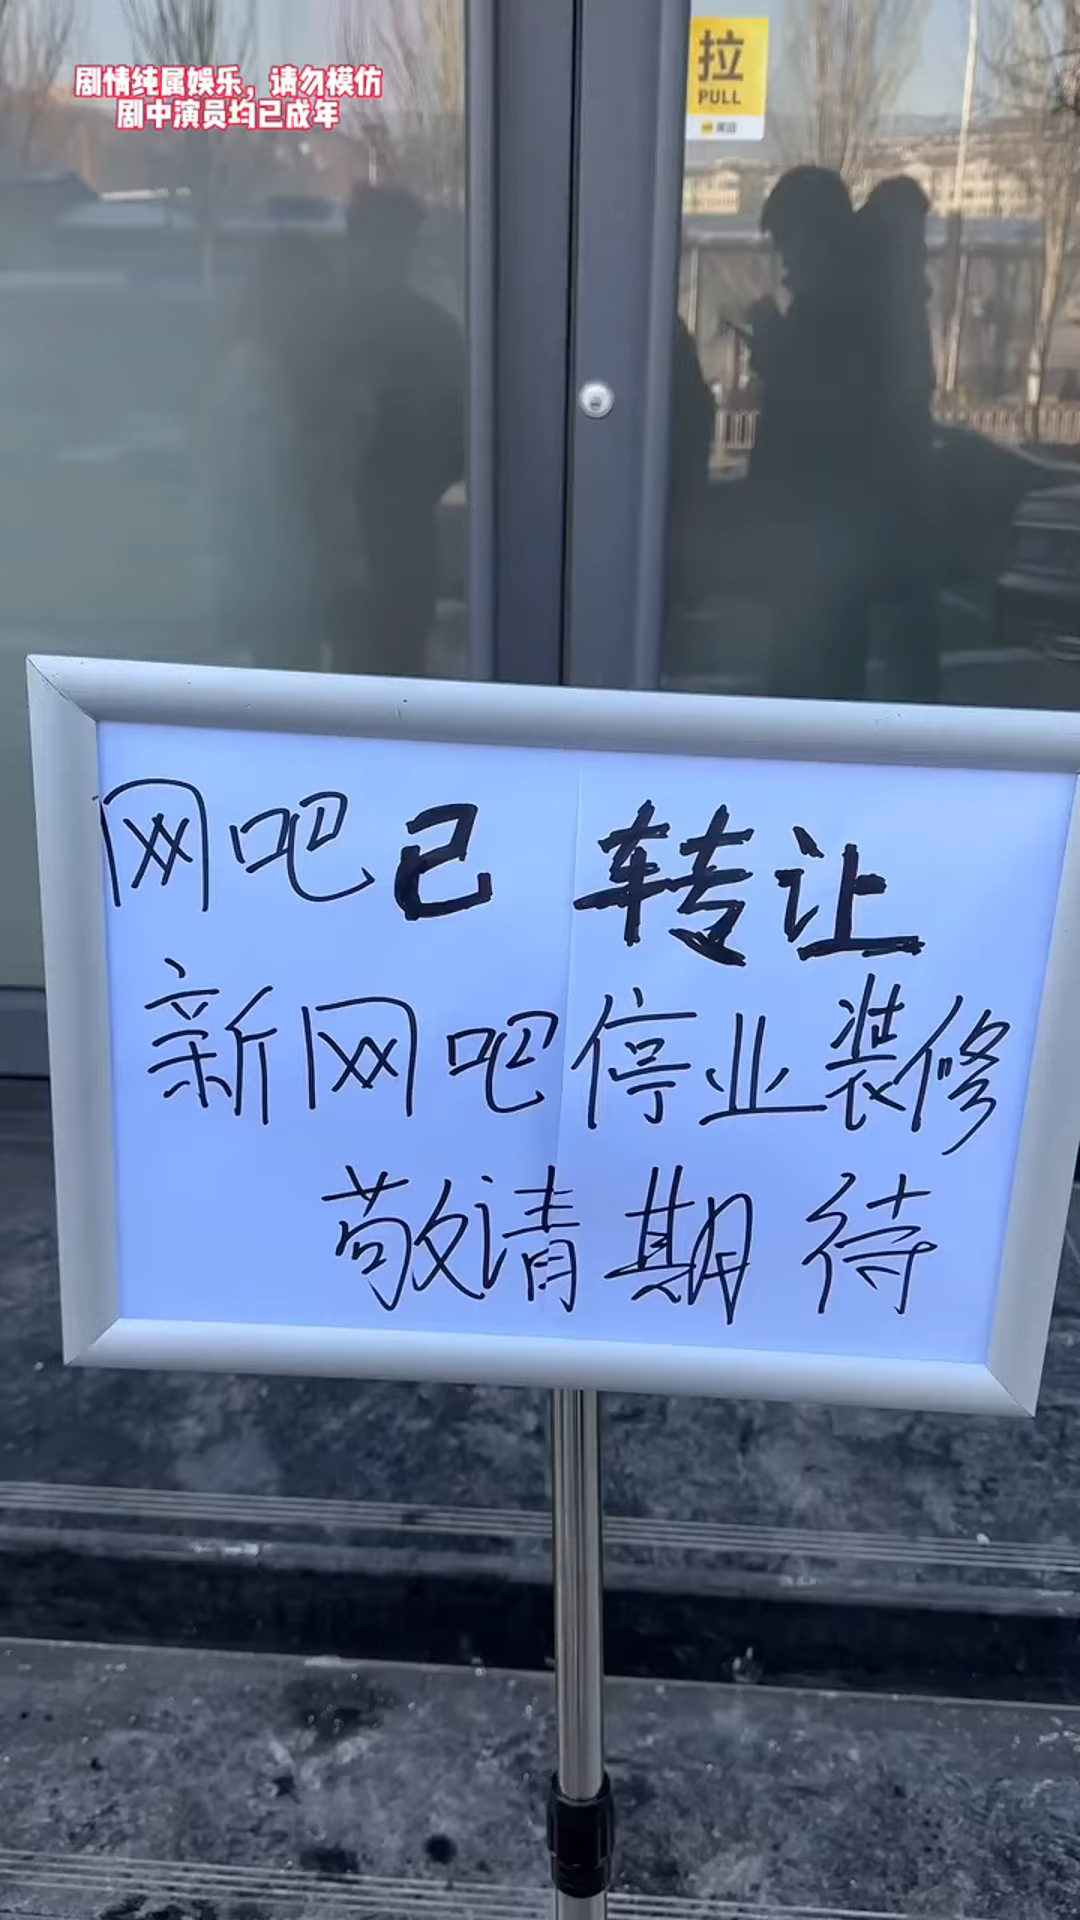 剧情纯属娱乐，请勿模仿
剧中演员均已成年
拉
PULL
网吧已 转让
新网吧停业装修
敬请期待